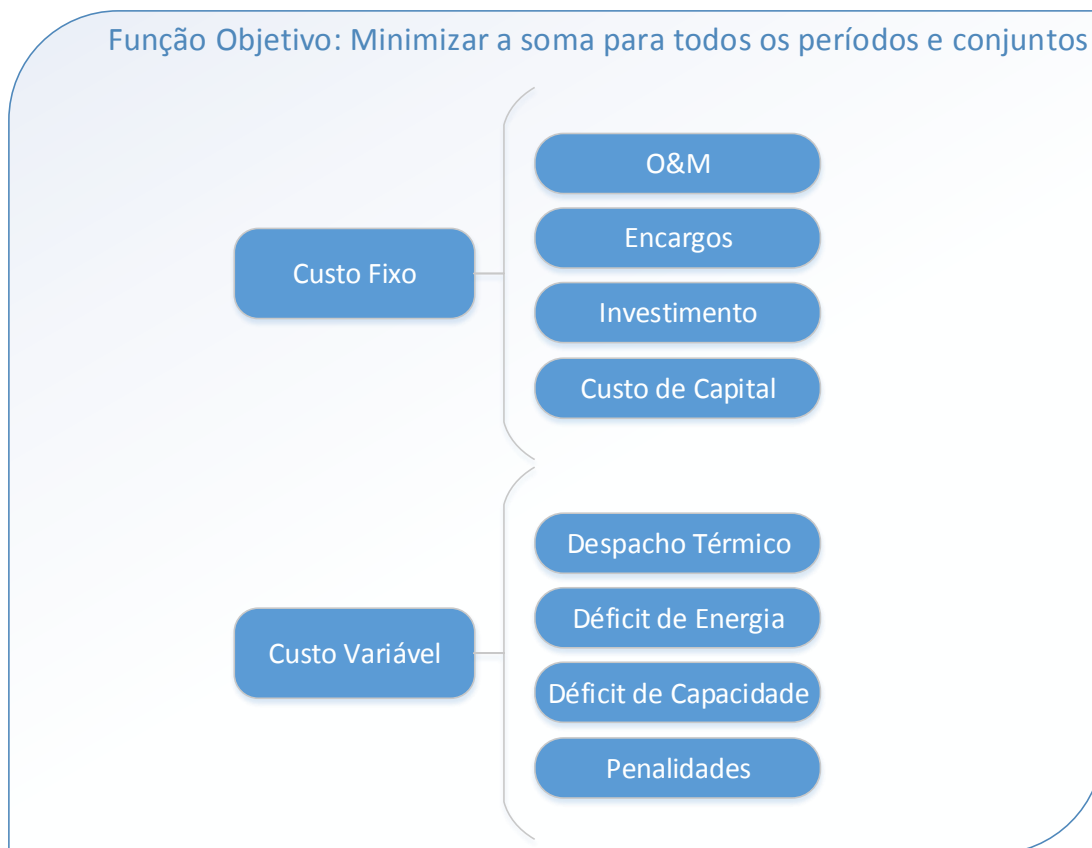 Função Objetivo: Minimizar a soma para todos os períodos e conjuntos
Custo Fixo
O&M
Encargos
Investimento
Custo de Capital
Custo Variável
Despacho Térmico
Déficit de Energia
Déficit de Capacidade
Penalidades